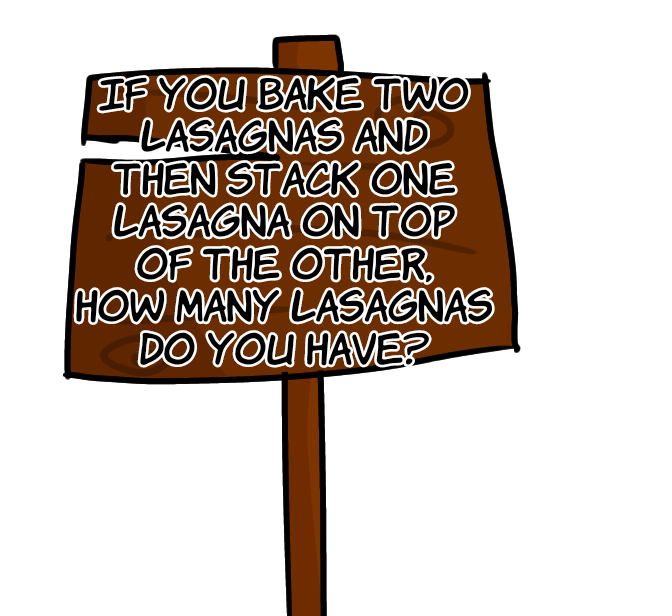 IF YOU BAKE TWO
LASAGNAS AND
THEN STACK ONE
LASAGNA ON TOP
OF THE OTHER,
HOW MANY LASAGNAS
DO YOU HAVE?